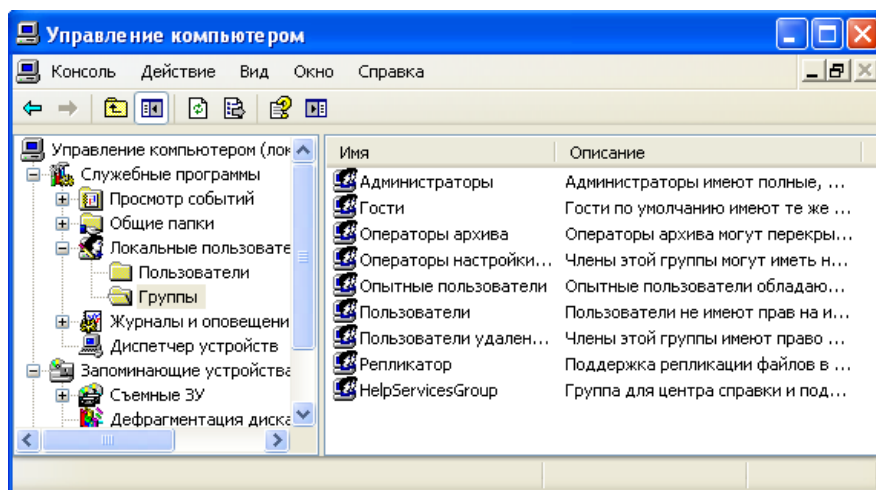 Управление компьютером
Консоль Действие Вид Окно Справка
Управление компьютером (лок
Служебные программы
Просмотр событий
Общие папки
Локальные пользовате
Пользователи
Группы
Журналы и оповещени
Диспетчер устройств
Запоминающие устройства
Съемные ЗУ
Дефрагментация диска
Имя Описание
Администраторы Администраторы имеют полные, ...
Гости Гости по умолчанию имеют те же ...
Операторы архива Операторы архива могут перекры...
Операторы настройки... Члены этой группы могут иметь н...
Опытные пользователи Опытные пользователи обладаю...
Пользователи Пользователи не имеют прав на и...
Пользователи удален... Члены этой группы имеют право ...
Репликатор Поддержка репликации файлов в ...
HelpServicesGroup Группа для центра справки и под...